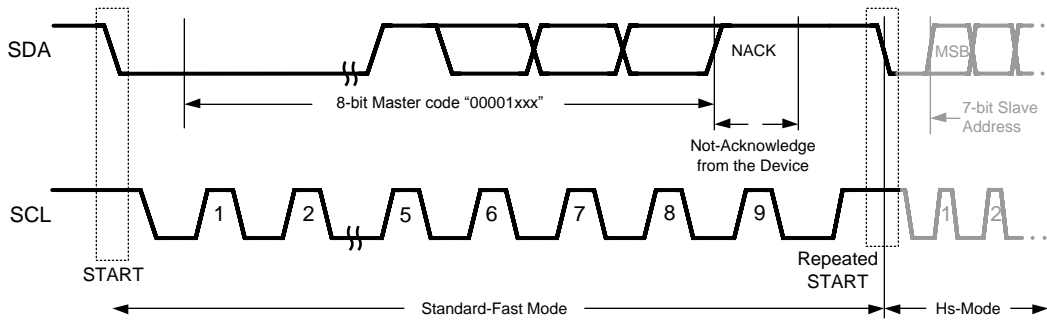 SDA
NACK
MSB
8-bit Master code “00001xxx”
7-bit Slave
Address
Not-Acknowledge
from the Device
SCL
1
2
5
6
7
8
9
1
2
START
Repeated
START
Standard-Fast Mode
Hs-Mode